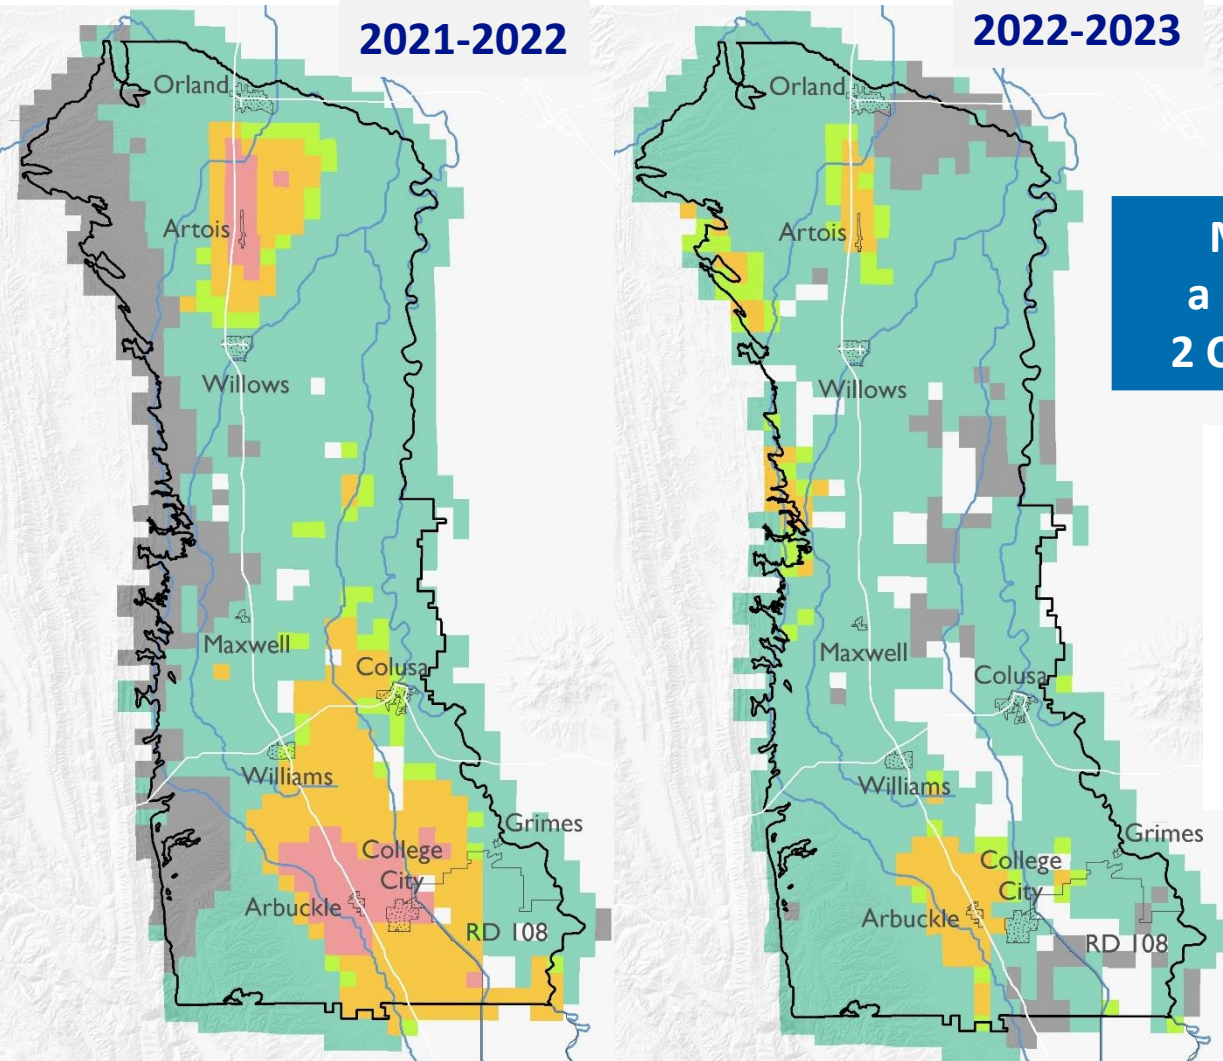 2021-2022
Orland
Artois
Willows
Maxwell
Colusa
Williams
Grimes
College
City
Arbuckle
RD 108
2022-2023
Orland
Artois
Willows
Maxwell
Colusa
Williams
Grimes
College
City
Arbuckle
RD 108
a
2